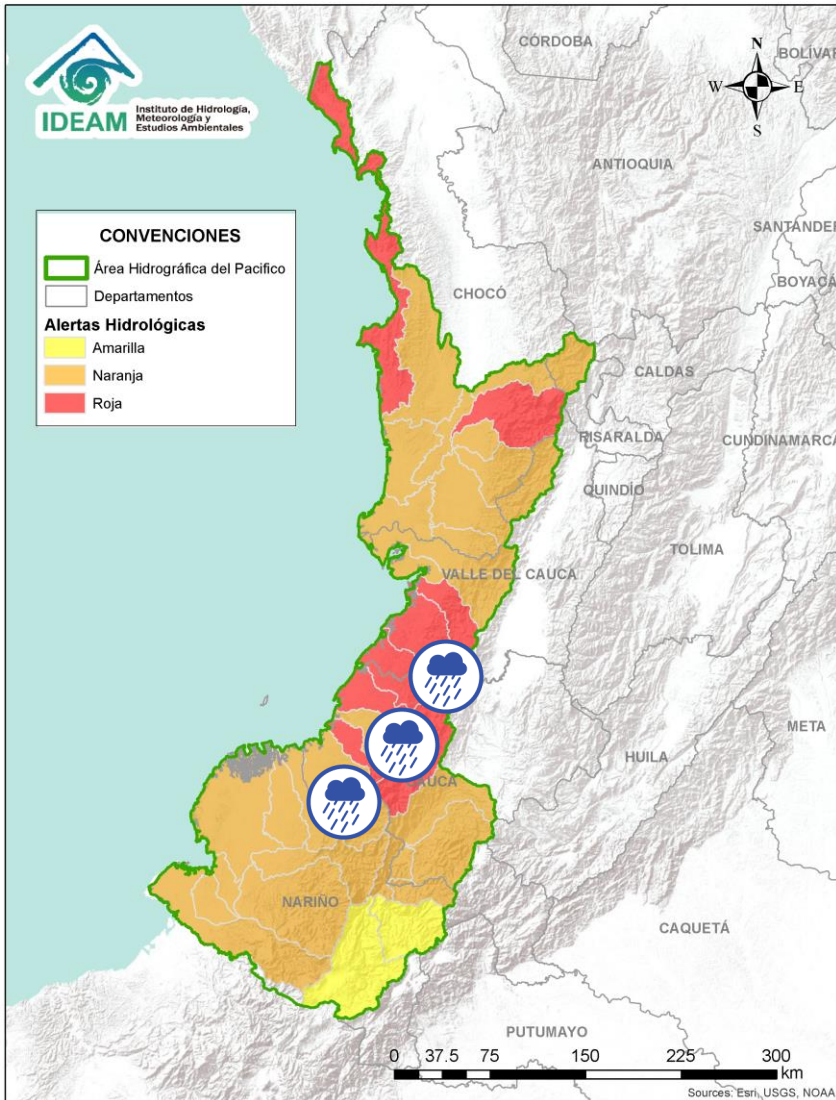 IDEAM
Instituto de Hidrología,
Meteorología y
Estudios Ambientales
CÓRDOBA
BOLÍVAR
N
W
E
S
ANTIOQUIA
CONVENCIONES
Área Hidrográfica del Pacifico
Departamentos
Alertas Hidrológicas
Amarilla
Naranja
Roja
SANTANDER
BOYACÁ
CHOCÓ
CALDAS
RISARALDA
CUNDINAMARCA
QUINDÍO
TOLIMA
VALLE DEL CAUCA
META
HUILA
CAUCA
NARIÑO
CAQUETÁ
PUTUMAYO
0 37.5 75 150 225 300
km
Sources: Esri, USGS, NOAA